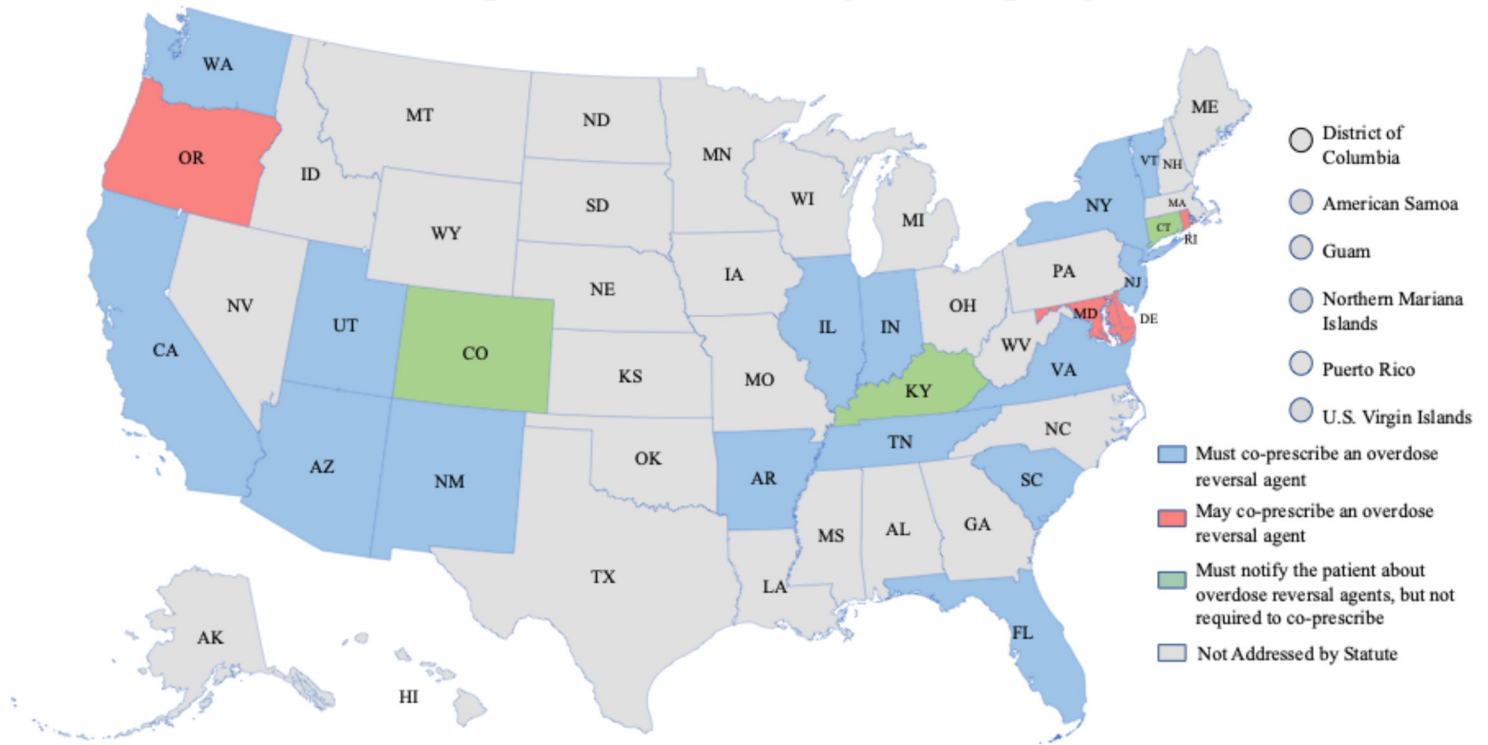 WA
MT
ND
MN
ME
OR
ID
SD
WI
MI
VT
NH
NY
MA
CT
RI
WY
IA
PA
NJ
NV
NE
OH
MD
DE
UT
CO
IL
IN
WV
VA
CA
KS
MO
KY
NC
AZ
NM
OK
AR
TN
SC
TX
MS
AL
GA
LA
FL
AK
HI
District of
Columbia
American Samoa
Guam
Northern Mariana
Islands
Puerto Rico
U.S. Virgin Islands
Must co-prescribe an overdose
reversal agent
May co-prescribe an overdose
reversal agent
Must notify the patient about
overdose reversal agents, but not
required to co-prescribe
Not Addressed by Statute